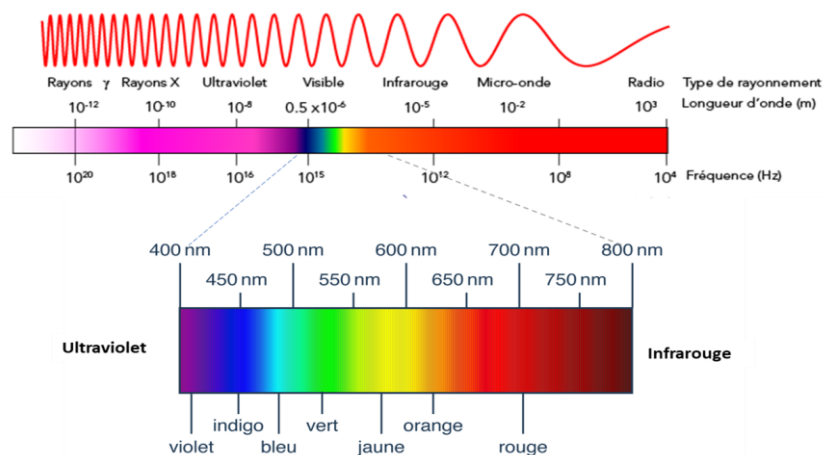 Rayons γ Rayons X Ultraviolet Visible Infrarouge Micro-onde Radio Type de rayonnement
10⁻¹² 10⁻¹⁰ 10⁻⁸ 0.5 x10⁻⁶ 10⁻⁵ 10⁻² 10³ Longueur d'onde (m)
10²⁰ 10¹⁸ 10¹⁶ 10¹⁵ 10¹² 10⁸ 10⁴ Fréquence (Hz)
400 nm 500 nm 600 nm 700 nm 800 nm
450 nm 550 nm 650 nm 750 nm
Ultraviolet Infrarouge
indigo vert orange
violet bleu jaune rouge